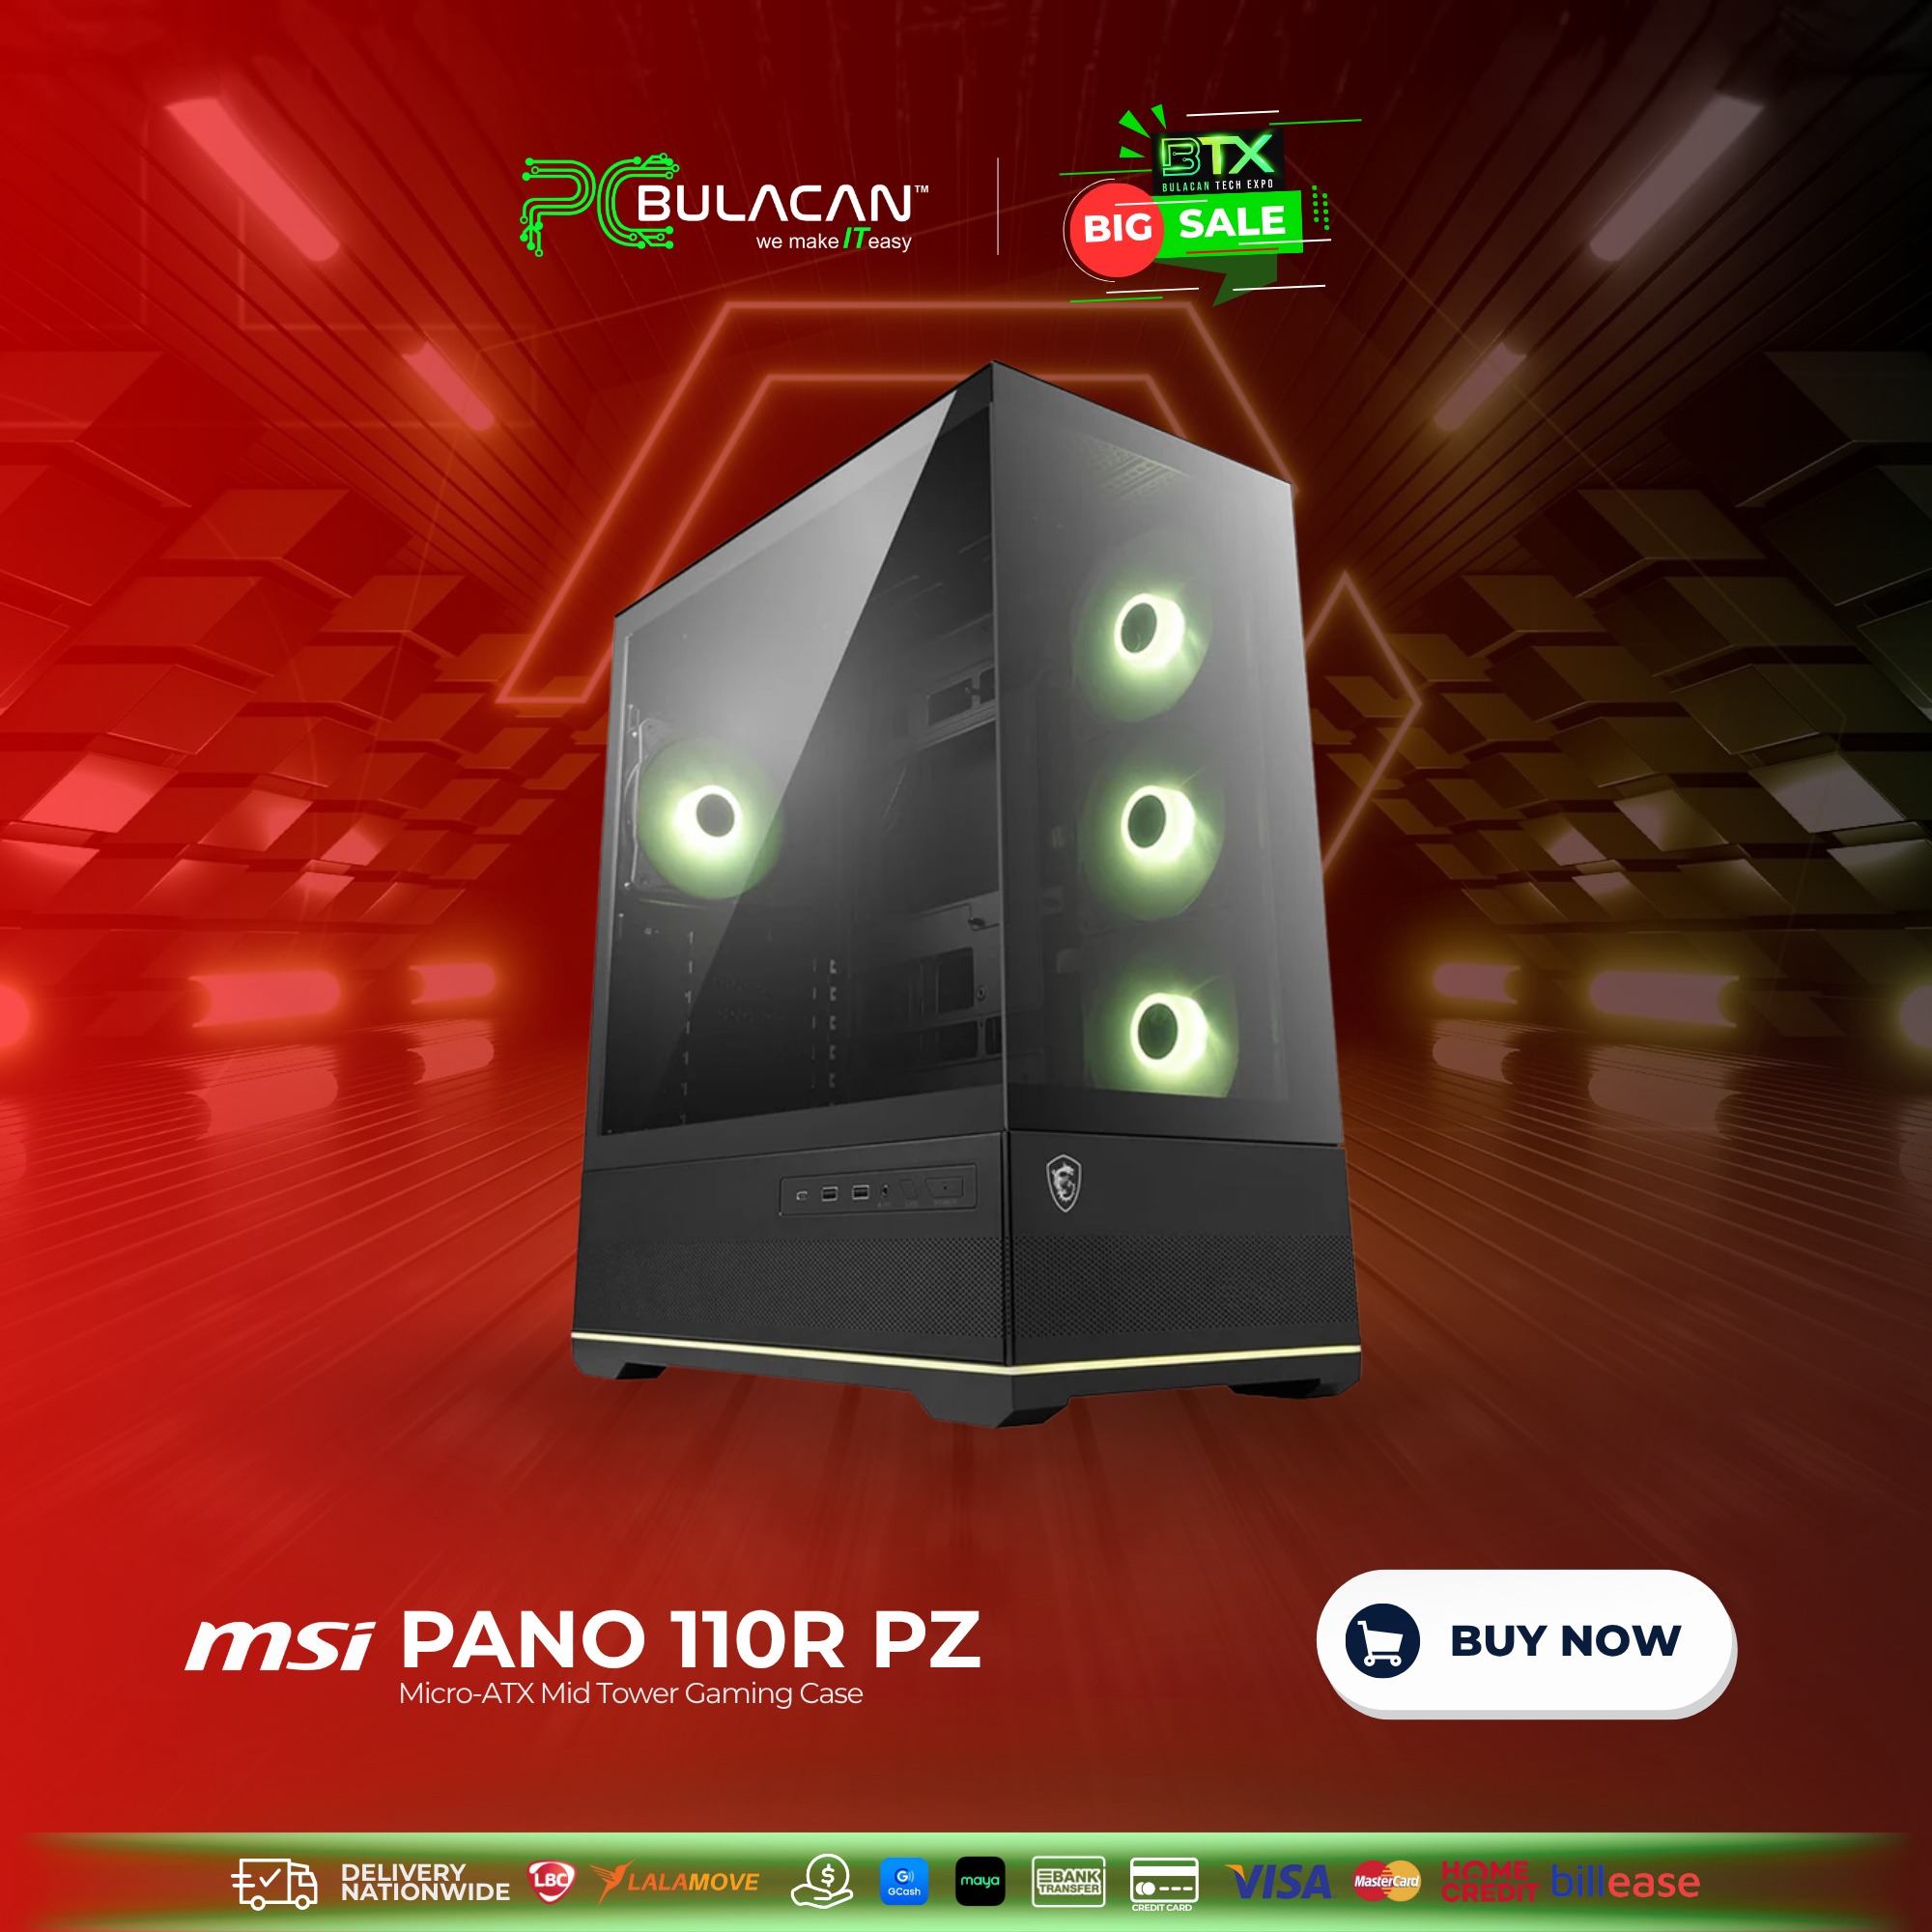 PC BULACAN™
we make IT easy
BTX
BULACAN TECH EXPO
BIG SALE
msi PANO 110R PZ
Micro-ATX Mid Tower Gaming Case
BUY NOW
DELIVERY
NATIONWIDE
LBC
LALAMOVE
$
G))
GCash
maya
BANK
TRANSFER
CREDIT CARD
VISA
MasterCard
HOME
CREDIT
billease